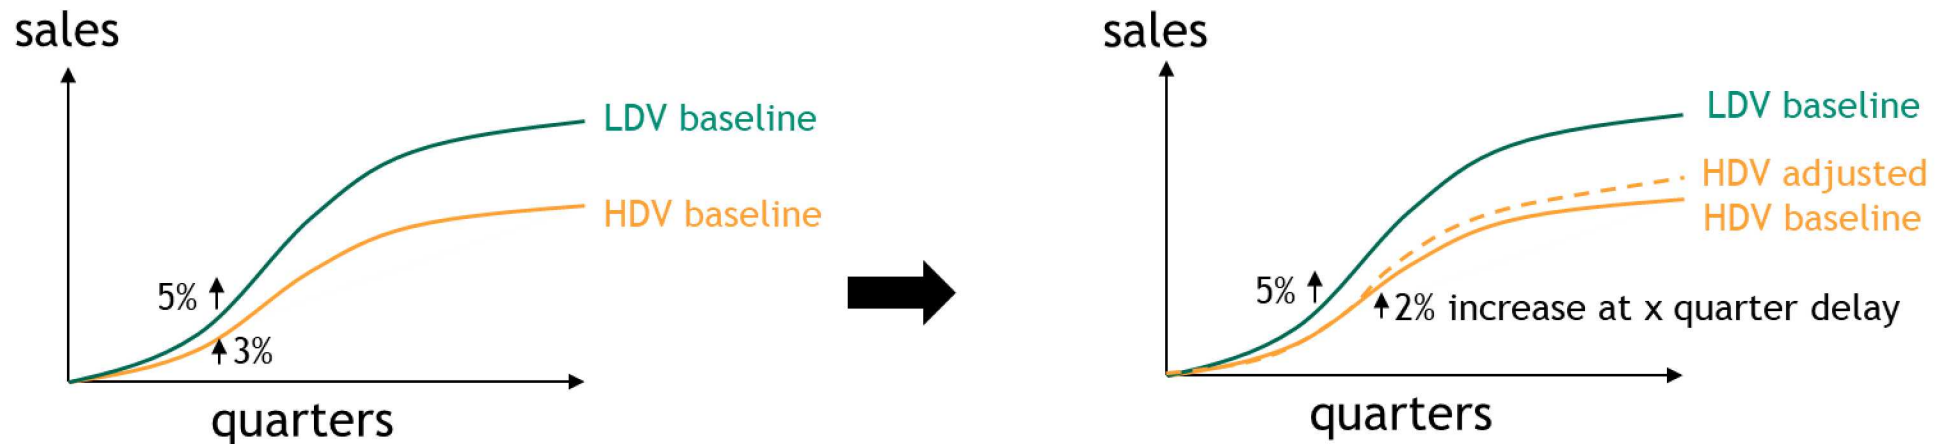 sales
LDV baseline
HDV baseline
5%
3%
quarters
sales
LDV baseline
HDV adjusted
HDV baseline
5%
2% increase at x quarter delay
quarters